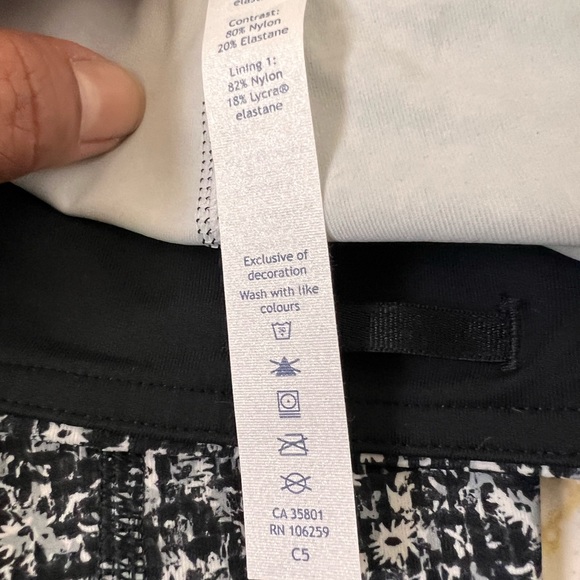 elastane
Contrast:
80% Nylon
20% Elastane
Lining 1:
82% Nylon
18% Lycra®
elastane
Exclusive of
decoration
Wash with like
colours
CA 35801
RN 106259
C5